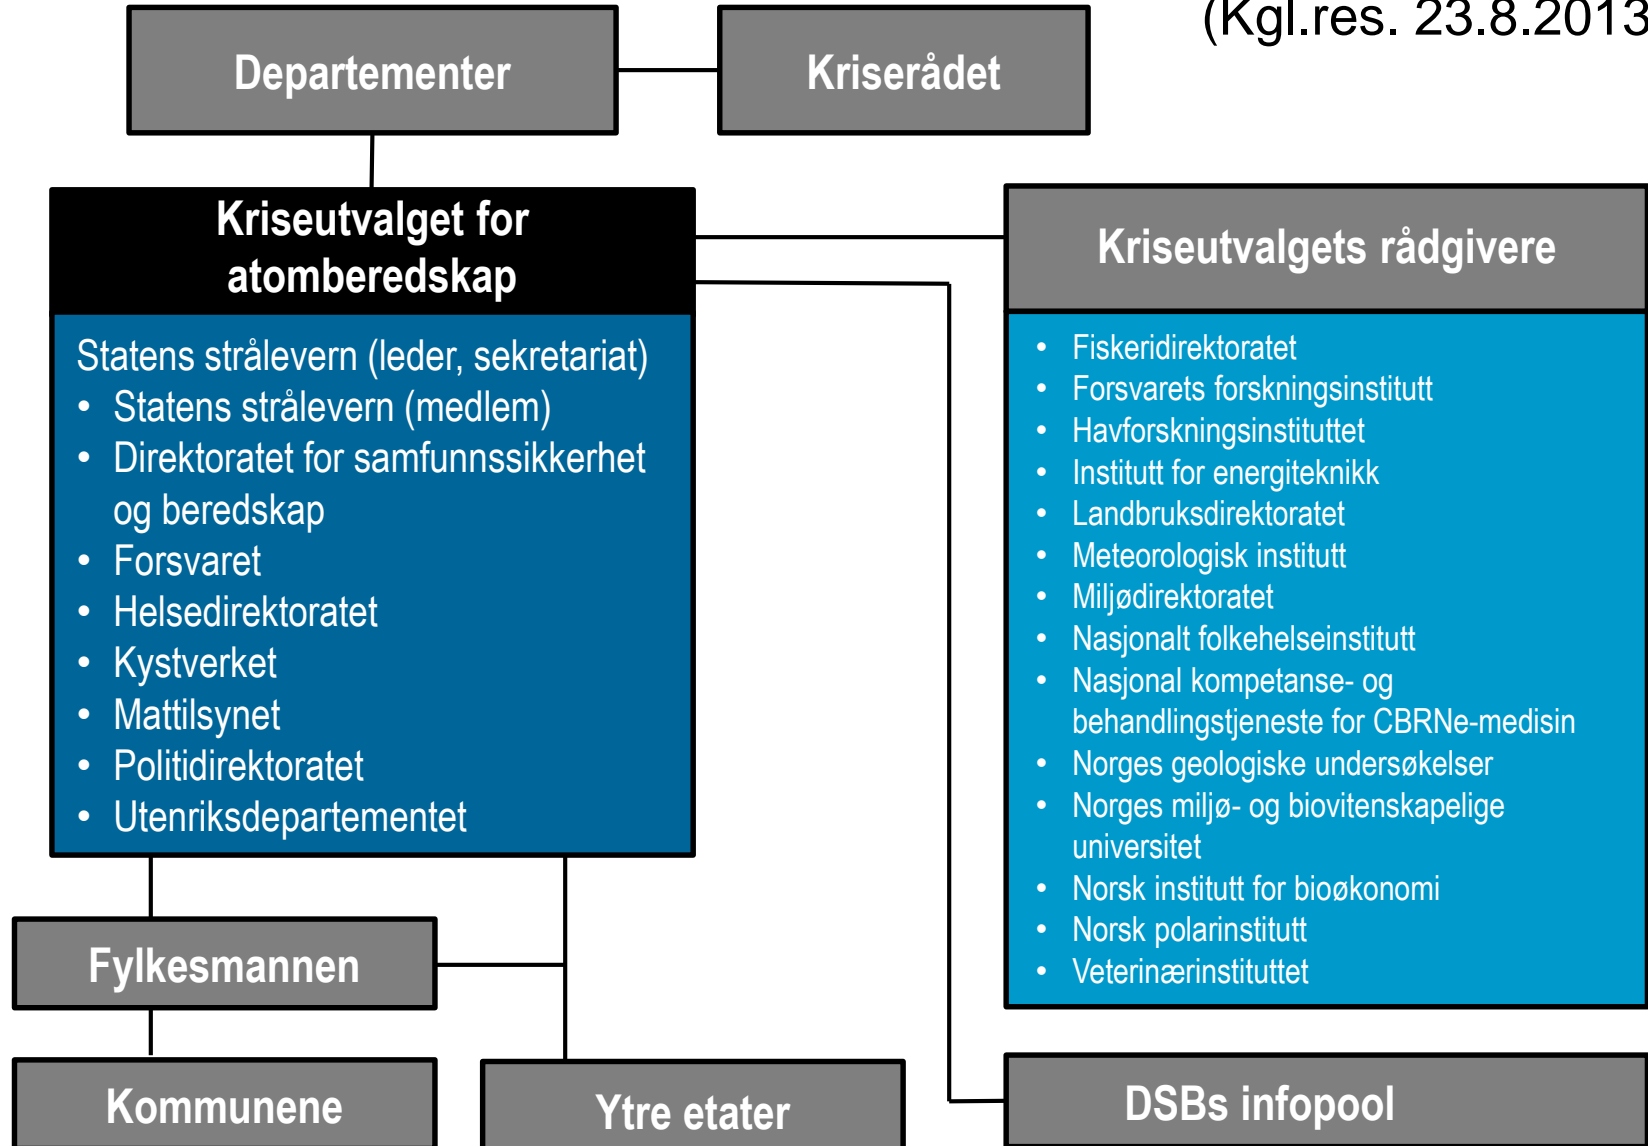 (Kgl.res. 23.8.2013
Departementer
Kriserådet
Kriseutvalget for
atomberedskap
Statens strålevern (leder, sekretariat)
• Statens strålevern (medlem)
• Direktoratet for samfunnssikkerhet
og beredskap
• Forsvaret
• Helsedirektoratet
• Kystverket
• Mattilsynet
• Politidirektoratet
• Utenriksdepartementet
Kriseutvalgets rådgivere
• Fiskeridirektoratet
• Forsvarets forskningsinstitutt
• Havforskningsinstituttet
• Institutt for energiteknikk
• Landbruksdirektoratet
• Meteorologisk institutt
• Miljødirektoratet
• Nasjonalt folkehelseinstitutt
• Nasjonal kompetanse- og
behandlingstjeneste for CBRNe-medisin
• Norges geologiske undersøkelser
• Norges miljø- og biovitenskapelige
universitet
• Norsk institutt for bioøkonomi
• Norsk polarinstitutt
• Veterinærinstituttet
Fylkesmannen
Kommunene
Ytre etater
DSBs infopool